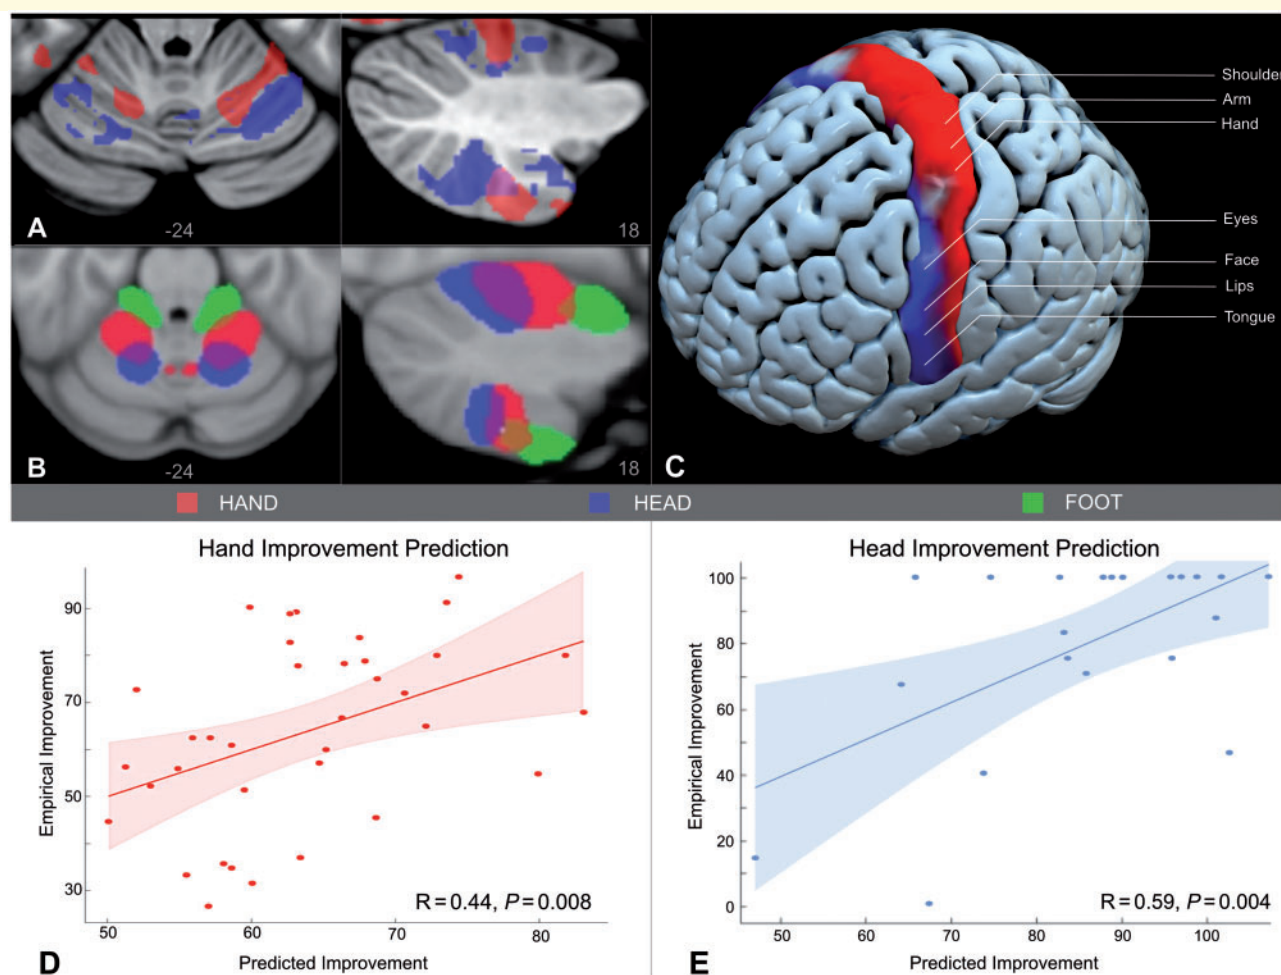 A
-24
18
B
-24
18
C
Shoulder
Arm
Hand
Eyes
Face
Lips
Tongue
HAND
HEAD
FOOT
Hand Improvement Prediction
Empirical Improvement
90
70
50
30
50
60
70
80
R=0.44, P=0.008
D
Predicted Improvement
Head Improvement Prediction
Empirical Improvement
100
80
60
40
20
0
50
60
70
80
90
100
R=0.59, P=0.004
E
Predicted Improvement